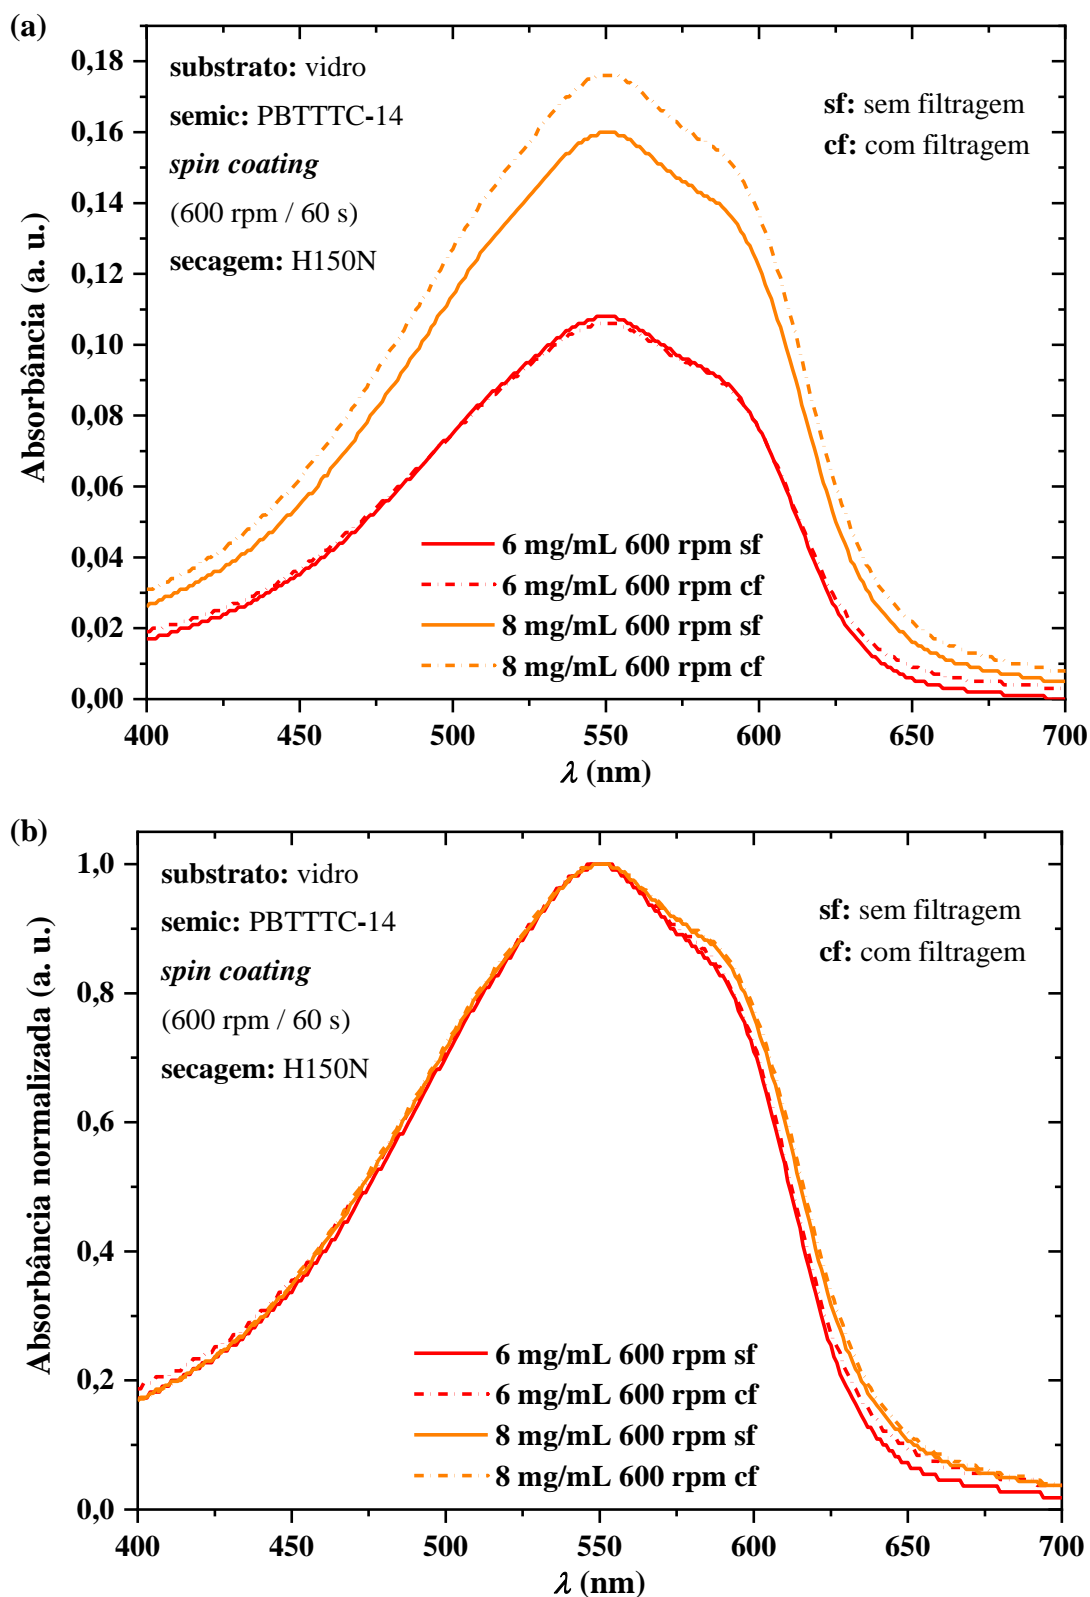 (a)
0,18
0,16
0,14
0,12
0,10
0,08
0,06
0,04
0,02
0,00
Absorbância (a. u.)
substrato: vidro
semic: PBTTTC-14
spin coating
(600 rpm / 60 s)
secagem: H150N
sf: sem filtragem
cf: com filtragem
6 mg/mL 600 rpm sf
6 mg/mL 600 rpm cf
8 mg/mL 600 rpm sf
8 mg/mL 600 rpm cf
400 450 500 550 600 650 700
λ (nm)
(b)
1,0
0,8
0,6
0,4
0,2
0,0
Absorbância normalizada (a. u.)
substrato: vidro
semic: PBTTTC-14
spin coating
(600 rpm / 60 s)
secagem: H150N
sf: sem filtragem
cf: com filtragem
6 mg/mL 600 rpm sf
6 mg/mL 600 rpm cf
8 mg/mL 600 rpm sf
8 mg/mL 600 rpm cf
400 450 500 550 600 650 700
λ (nm)